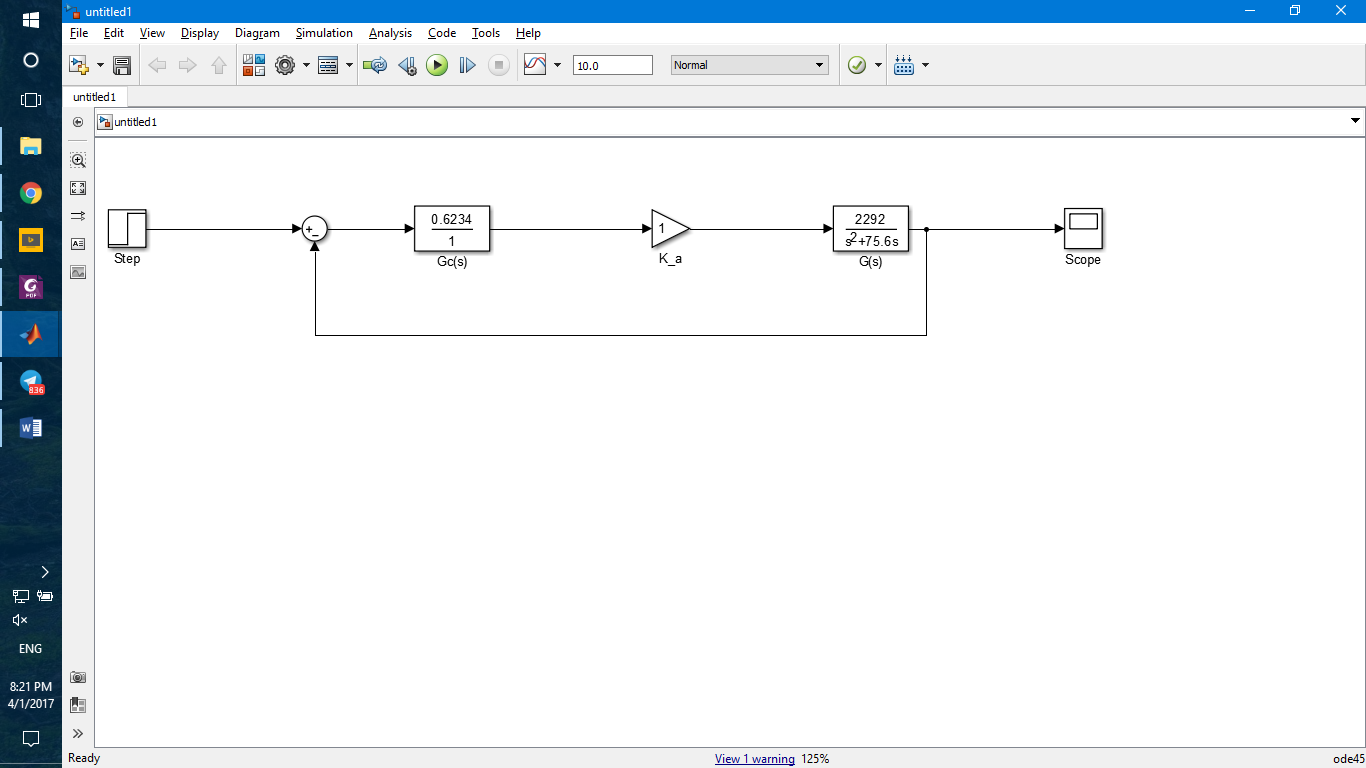 untitled1
File Edit View Display Diagram Simulation Analysis Code Tools Help
10.0 Normal
untitled1
untitled1
Step
+
_
0.6234
1
Gc(s)
1
K_a
2292
s2+75.6s
G(s)
Scope
A
PDF
836
W
ENG
8:21 PM
4/1/2017
Ready View 1 warning 125% ode45